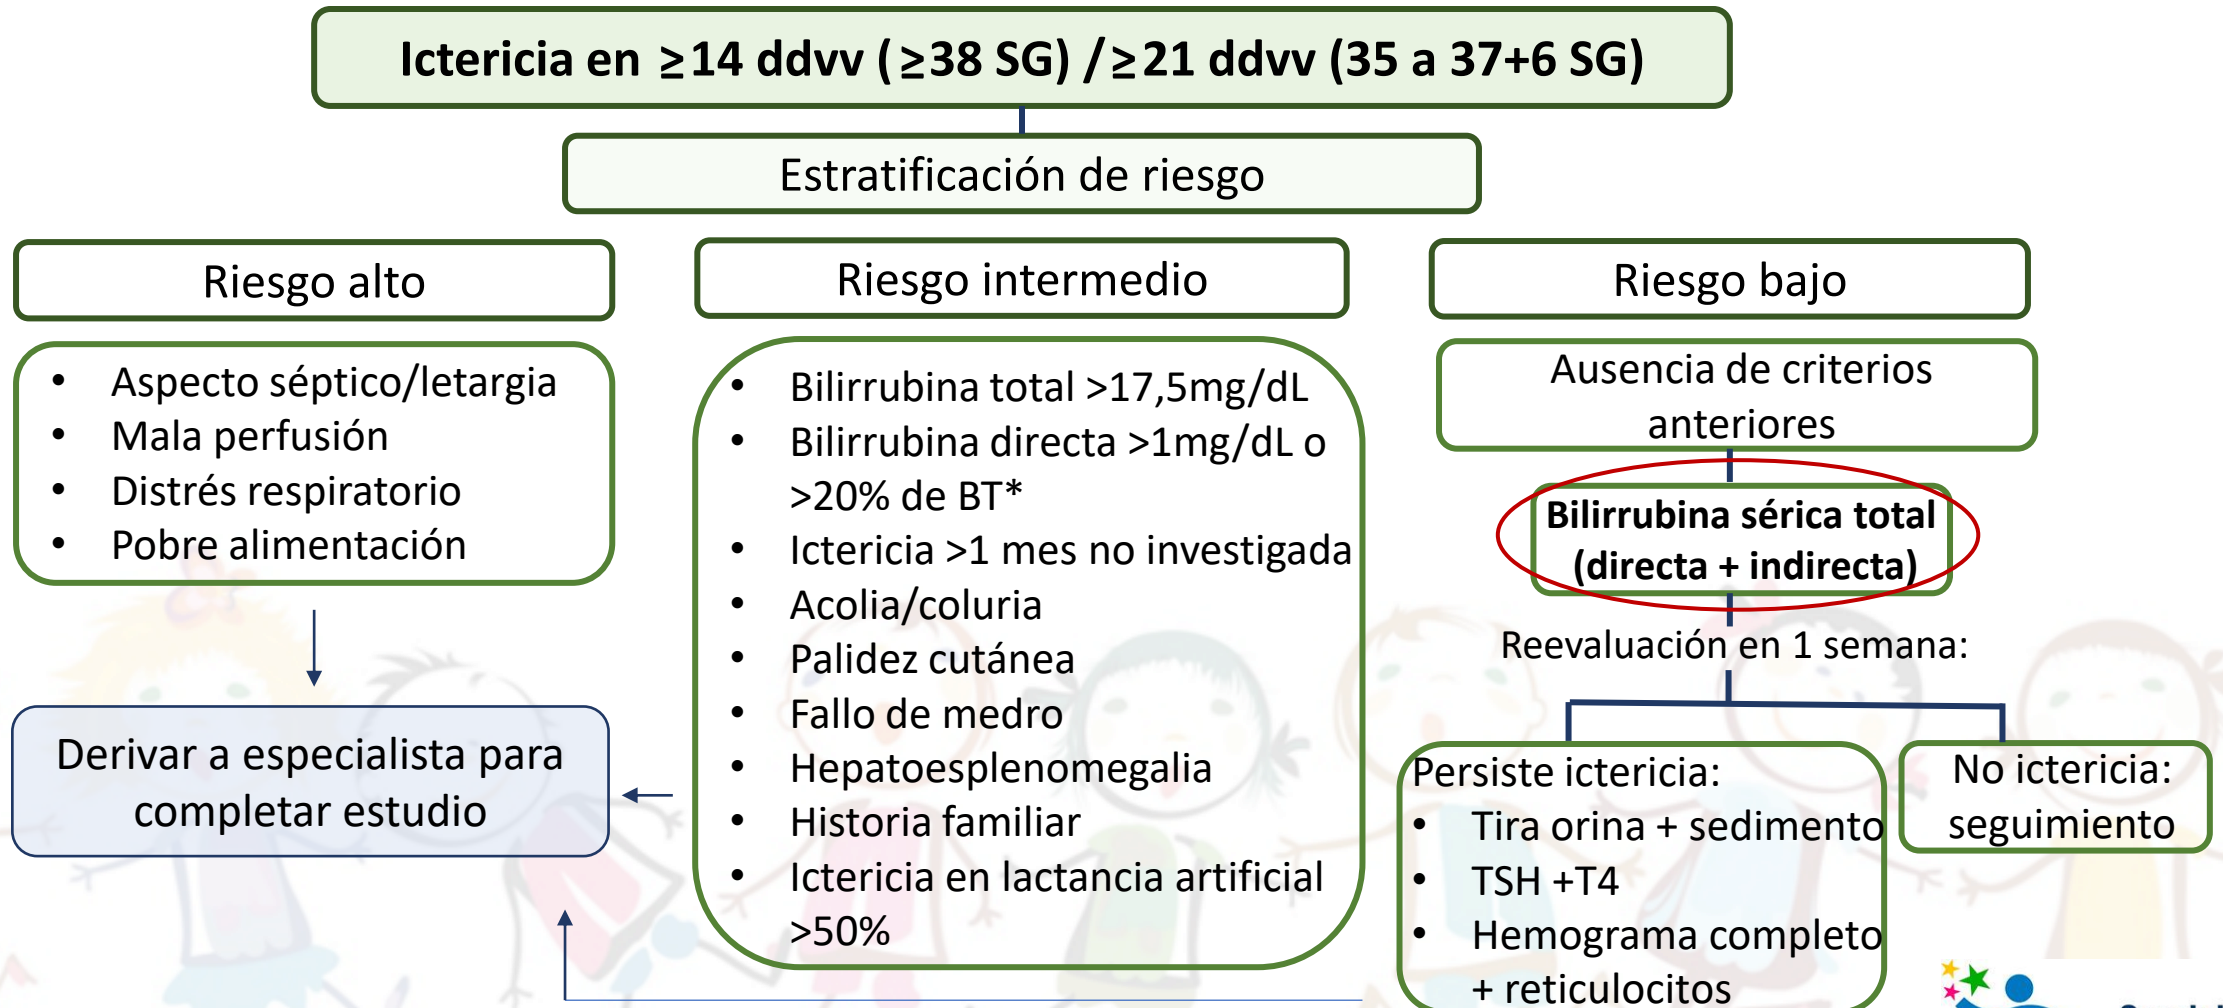 Ictericia en ≥14 ddvv (≥38 SG) /≥21 ddvv (35 a 37+6 SG)
Estratificación de riesgo
Riesgo alto
• Aspecto séptico/letargia
• Mala perfusión
• Distrés respiratorio
• Pobre alimentación
Derivar a especialista para
completar estudio
Riesgo intermedio
• Bilirrubina total >17,5mg/dL
• Bilirrubina directa >1mg/dL o
>20% de BT*
• Ictericia >1 mes no investigada
• Acolia/coluria
• Palidez cutánea
• Fallo de medro
• Hepatoesplenomegalia
• Historia familiar
• Ictericia en lactancia artificial
>50%
Riesgo bajo
Ausencia de criterios
anteriores
Bilirrubina sérica total
(directa + indirecta)
Reevaluación en 1 semana:
Persiste ictericia:
• Tira orina + sedimento
• TSH +T4
• Hemograma completo
+ reticulocitos
No ictericia:
seguimiento